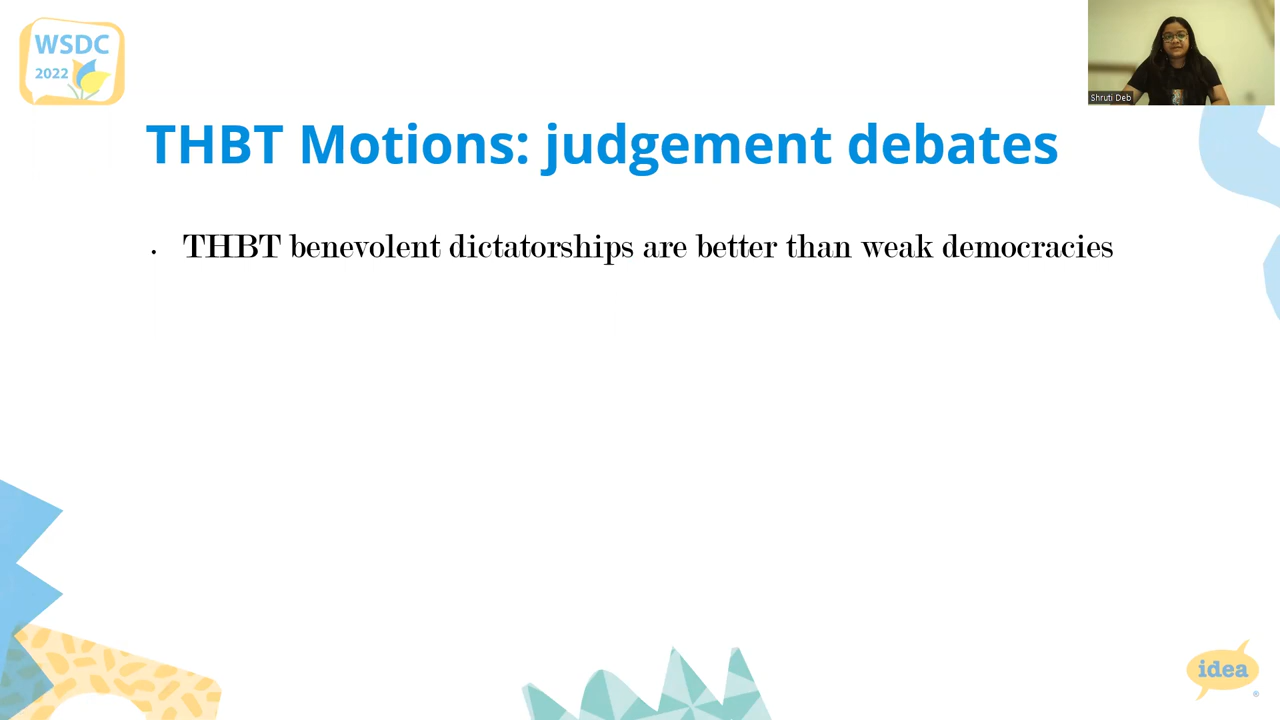 WSDC
2022
Shruti Deb
THBT Motions: judgement debates
• THBT benevolent dictatorships are better than weak democracies
idea
®